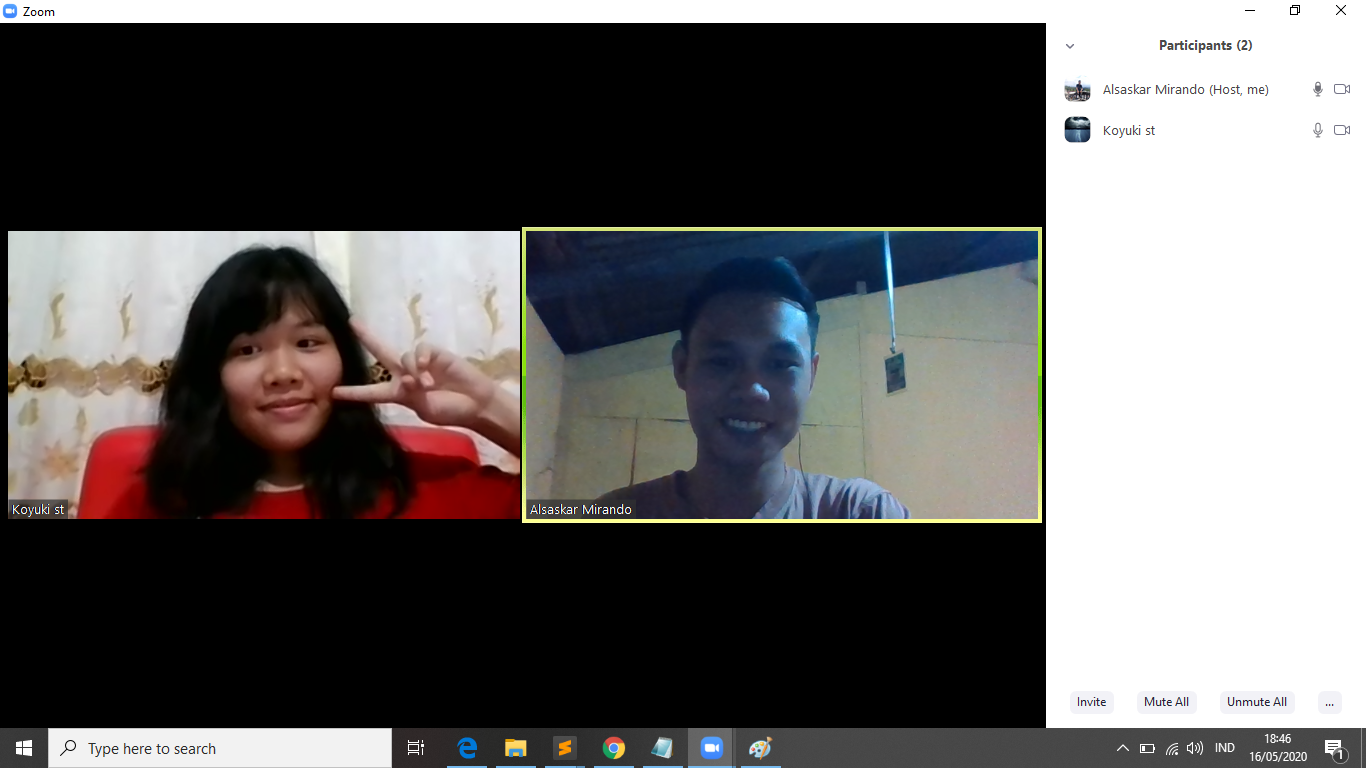 Zoom
Participants (2)
Alsaskar Mirando (Host, me)
Koyuki st
Koyuki st
Alsaskar Mirando
Invite
Mute All
Unmute All
...
Type here to search
IND
18:46
16/05/2020
1